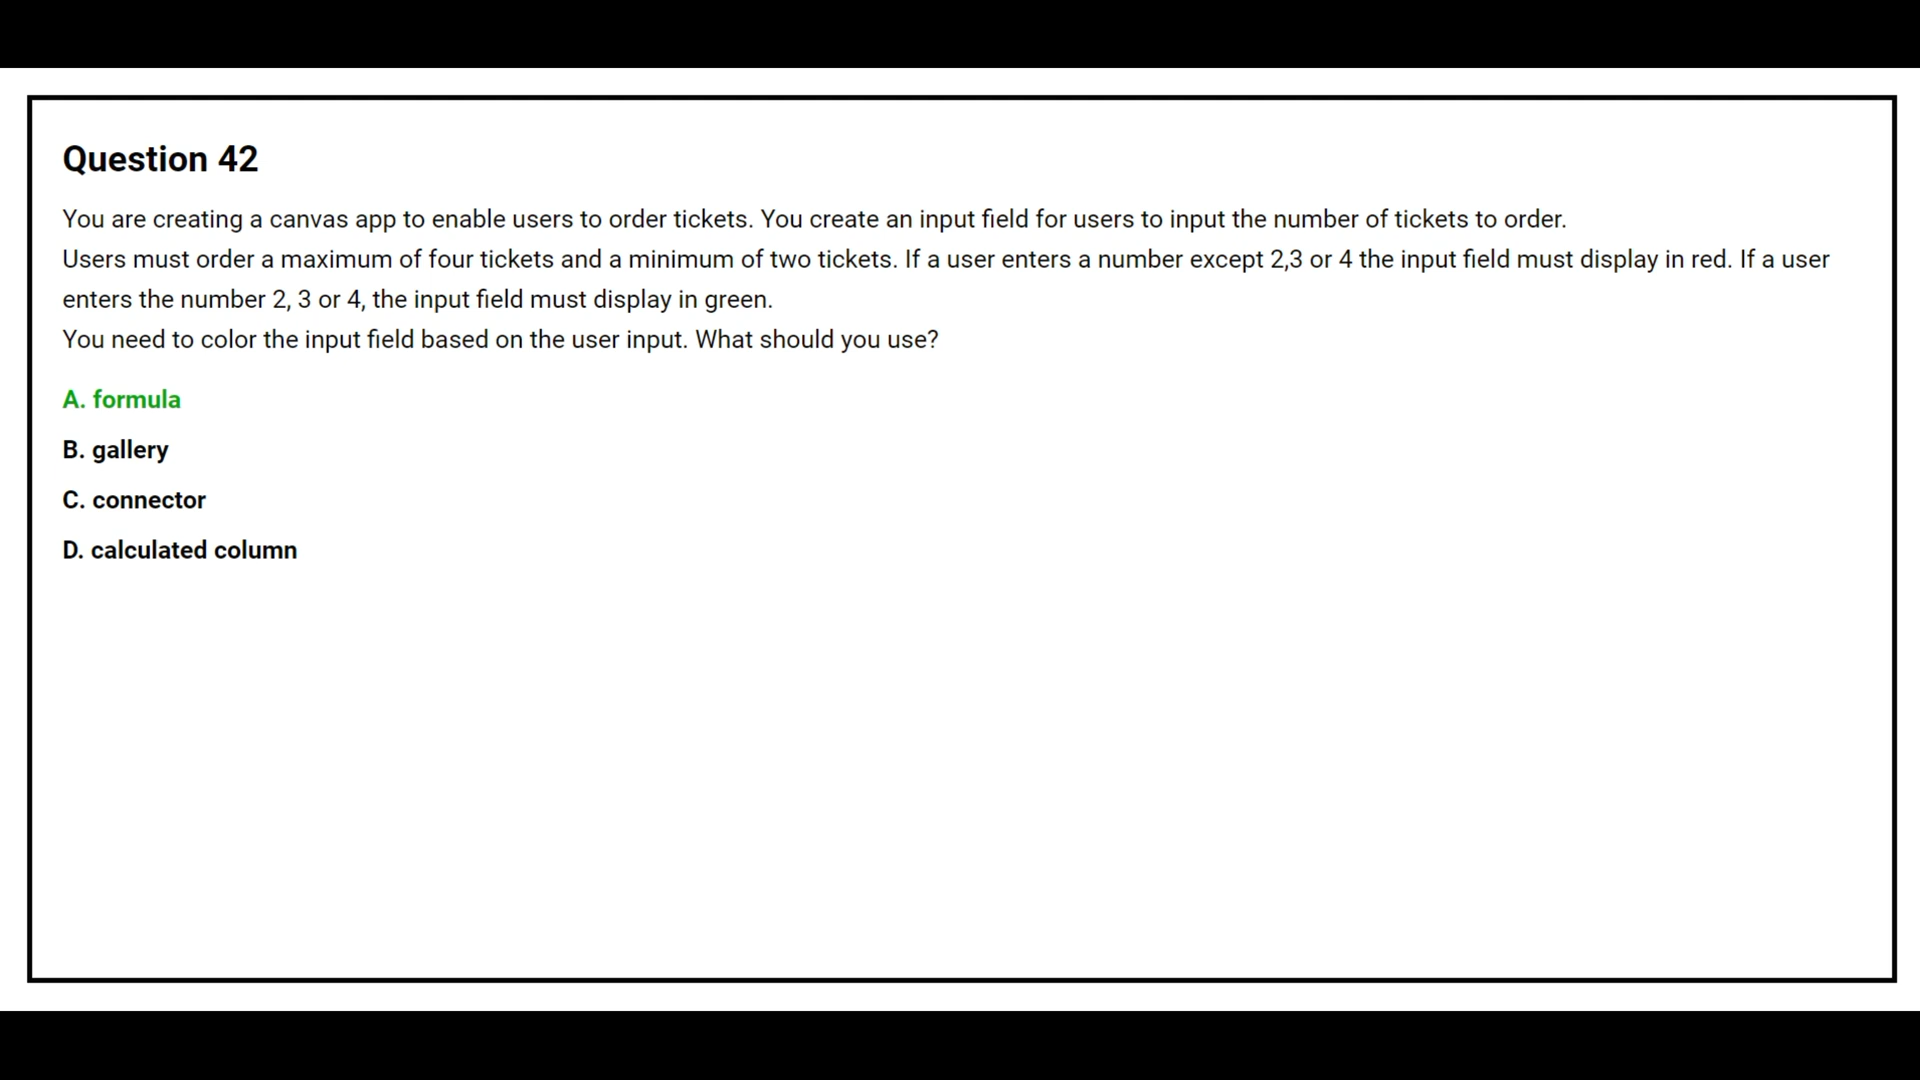 Question 42
You are creating a canvas app to enable users to order tickets. You create an input field for users to input the number of tickets to order.
Users must order a maximum of four tickets and a minimum of two tickets. If a user enters a number except 2,3 or 4 the input field must display in red. If a user
enters the number 2, 3 or 4, the input field must display in green.
You need to color the input field based on the user input. What should you use?
A. formula
B. gallery
C. connector
D. calculated column